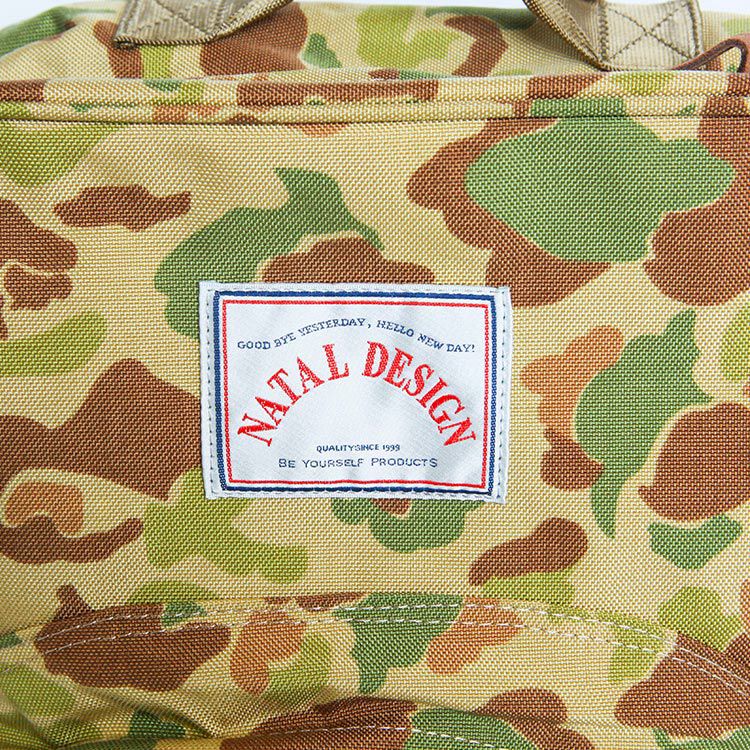 GOOD BYE YESTERDAY, HELLO NEW DAY!
NATAL DESIGN
QUALITY SINCE 1999
BE YOURSELF PRODUCTS